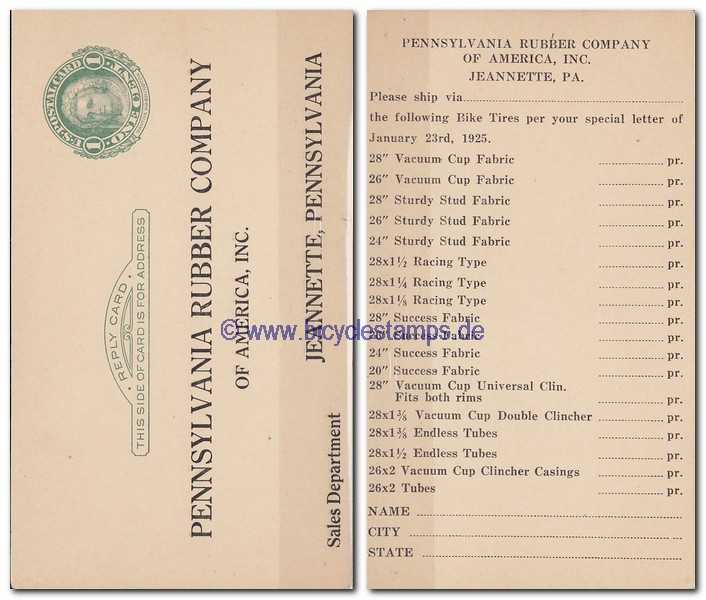 U.S. POSTAL CARD
ONE CENT
1 1
REPLY CARD
THIS SIDE OF CARD IS FOR ADDRESS
PENNSYLVANIA RUBBER COMPANY
OF AMERICA, INC.
JEANNETTE, PENNSYLVANIA
Sales Department
PENNSYLVANIA RUBBER COMPANY
OF AMERICA, INC.
JEANNETTE, PA.
Please ship via
the following Bike Tires per your special letter of
January 23rd, 1925.
28" Vacuum Cup Fabric pr.
26" Vacuum Cup Fabric pr.
28" Sturdy Stud Fabric pr.
26" Sturdy Stud Fabric pr.
24" Sturdy Stud Fabric pr.
28x1½ Racing Type pr.
28x1¼ Racing Type pr.
28x1⅛ Racing Type pr.
28" Success Fabric pr.
Success Fabric pr.
24" Success Fabric pr.
20" Success Fabric pr.
28" Vacuum Cup Universal Clin.
Fits both rims pr.
28x1⅜ Vacuum Cup Double Clincher pr.
28x1⅜ Endless Tubes pr.
28x1½ Endless Tubes pr.
26x2 Vacuum Cup Clincher Casings pr.
26x2 Tubes pr.
NAME
CITY
STATE
©www.bicyclestamps.de